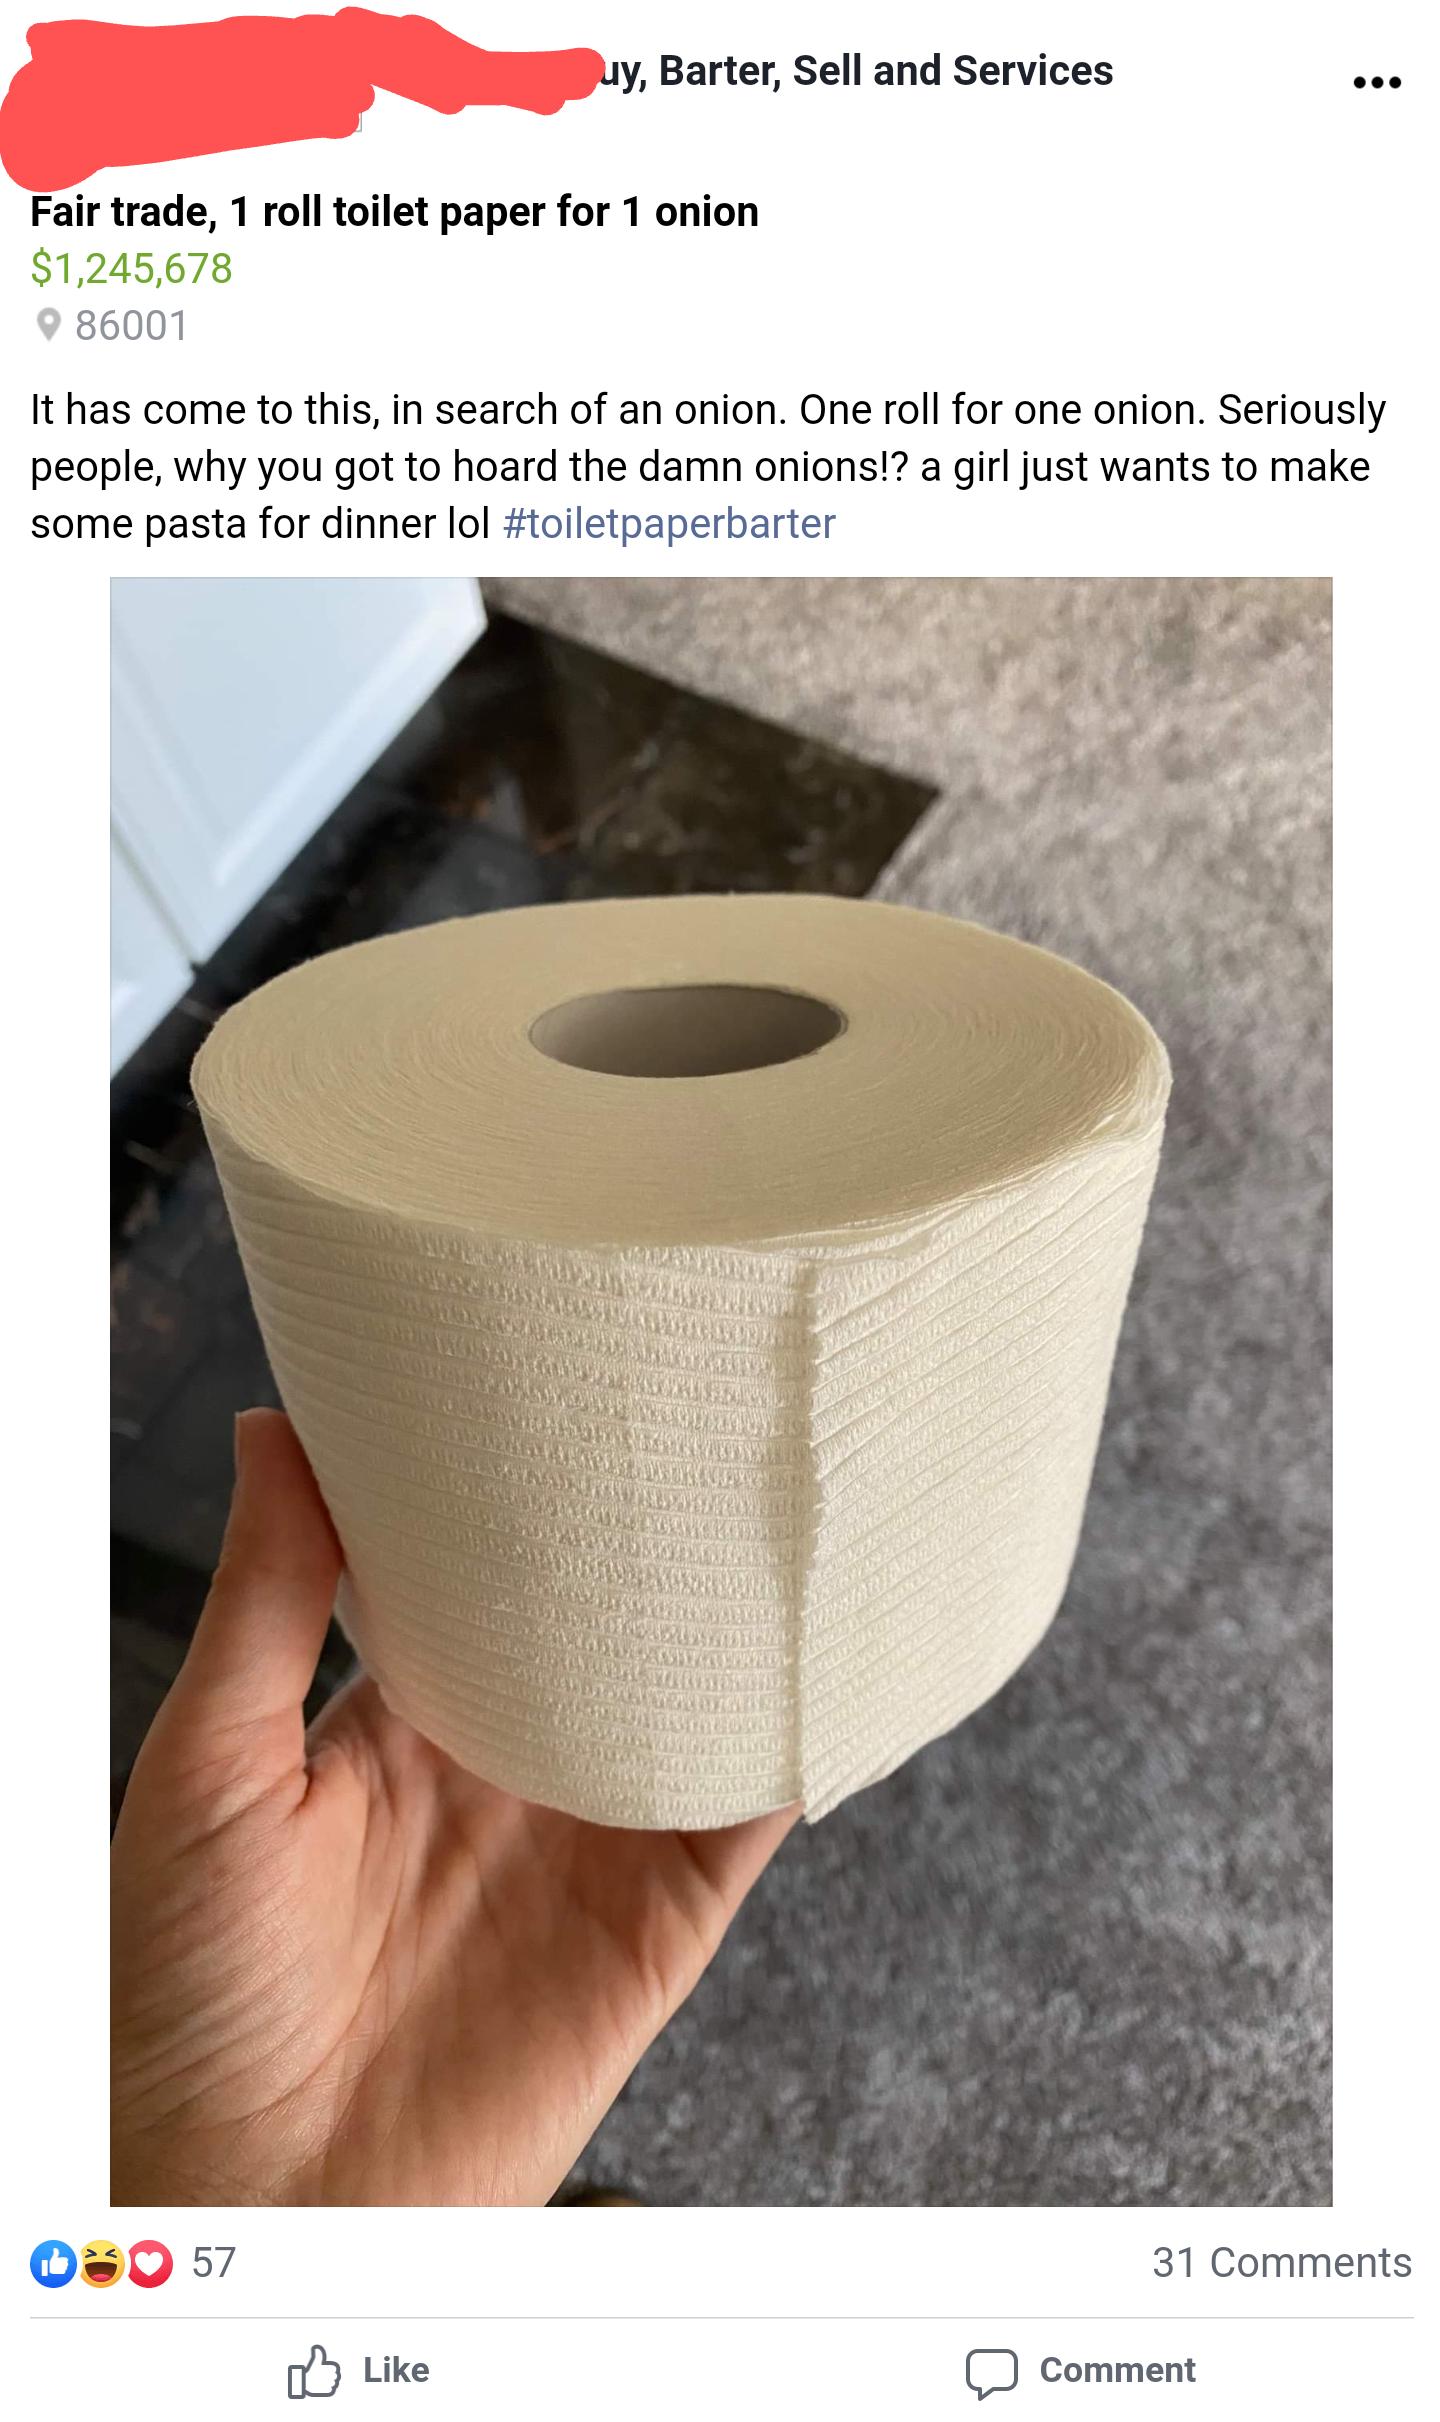 Barter, Sell and Services
Fair trade, 1 roll toilet paper for 1 onion
$1,245,678
86001
It has come to this, in search of an onion. One roll for one onion. Seriously
people, why you got to hoard the damn onions!? a girl just wants to make
some pasta for dinner lol #toiletpaperbarter
57
31 Comments
Like
Comment